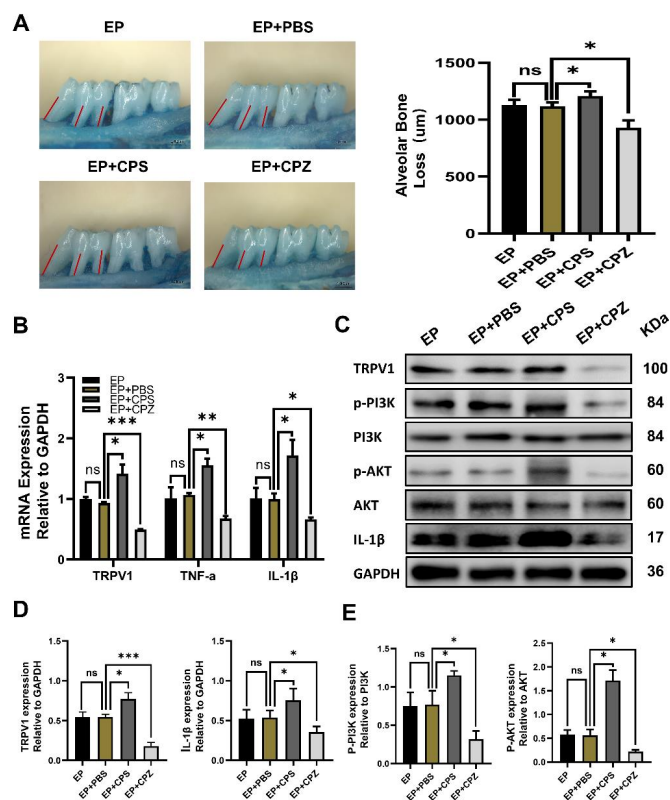 A
EP
EP+PBS
EP+CPS
EP+CPZ
Alveolar Bone
Loss (um)
1500
1000
500
0
ns
*
*
EP
EP+PBS
EP+CPS
EP+CPZ
B
mRNA Expression
Relative to GAPDH
3
2
1
0
EP
EP+PBS
EP+CPS
EP+CPZ
ns
*
***
ns
*
**
ns
*
*
TRPV1
TNF-a
IL-1β
C
EP
EP+PBS
EP+CPS
EP+CPZ
KDa
TRPV1 100
p-PI3K 84
PI3K 84
p-AKT 60
AKT 60
IL-1β 17
GAPDH 36
D
TRPV1 expression
Relative to GAPDH
1.5
1.0
0.5
0.0
ns
*
***
EP
EP+PBS
EP+CPS
EP+CPZ
IL-1β expression
Relative to GAPDH
1.5
1.0
0.5
0.0
ns
*
*
EP
EP+PBS
EP+CPS
EP+CPZ
E
P-PI3K expression
Relative to PI3K
1.5
1.0
0.5
0.0
ns
*
*
EP
EP+PBS
EP+CPS
EP+CPZ
P-AKT expression
Relative to AKT
2.5
2.0
1.5
1.0
0.5
0.0
ns
*
*
EP
EP+PBS
EP+CPS
EP+CPZ